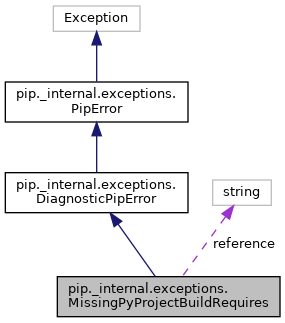 Exception
pip._internal.exceptions.
PipError
pip._internal.exceptions.
DiagnosticPipError
string
reference
pip._internal.exceptions.
MissingPyProjectBuildRequires